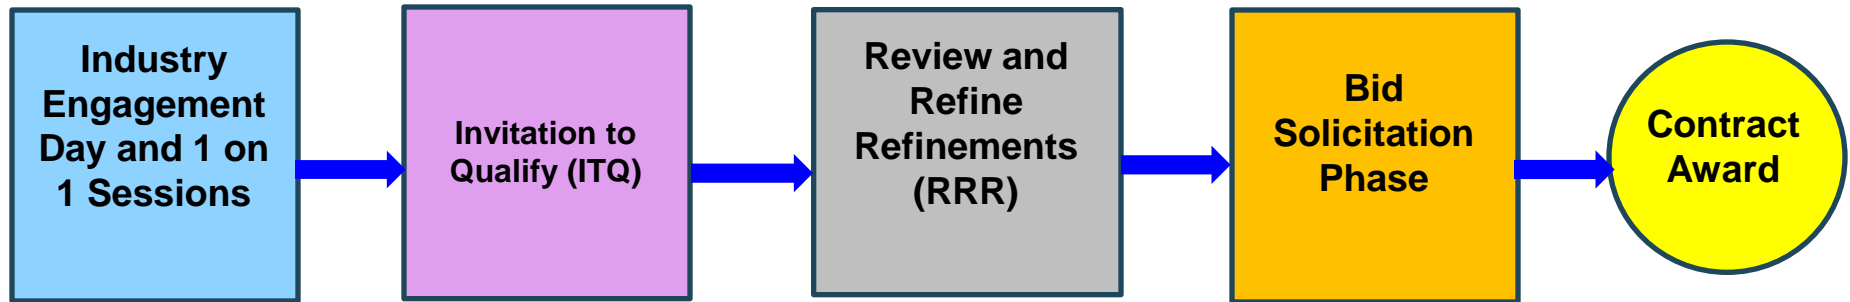 Industry
Engagement
Day and 1 on
1 Sessions
Invitation to
Qualify (ITQ)
Review and
Refine
Refinements
(RRR)
Bid
Solicitation
Phase
Contract
Award